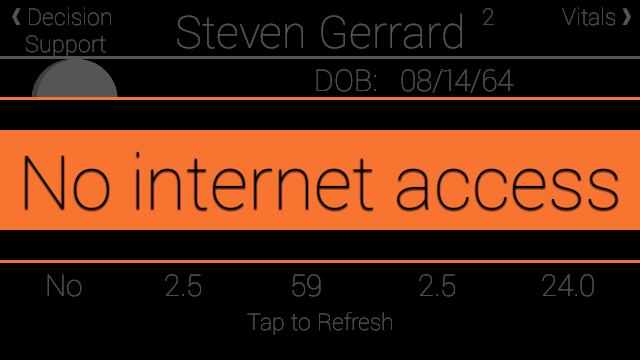 ❰ Decision Support
Steven Gerrard
2
Vitals ❱
DOB: 08/14/64
No internet access
No 2.5 59 2.5 24.0
Tap to Refresh